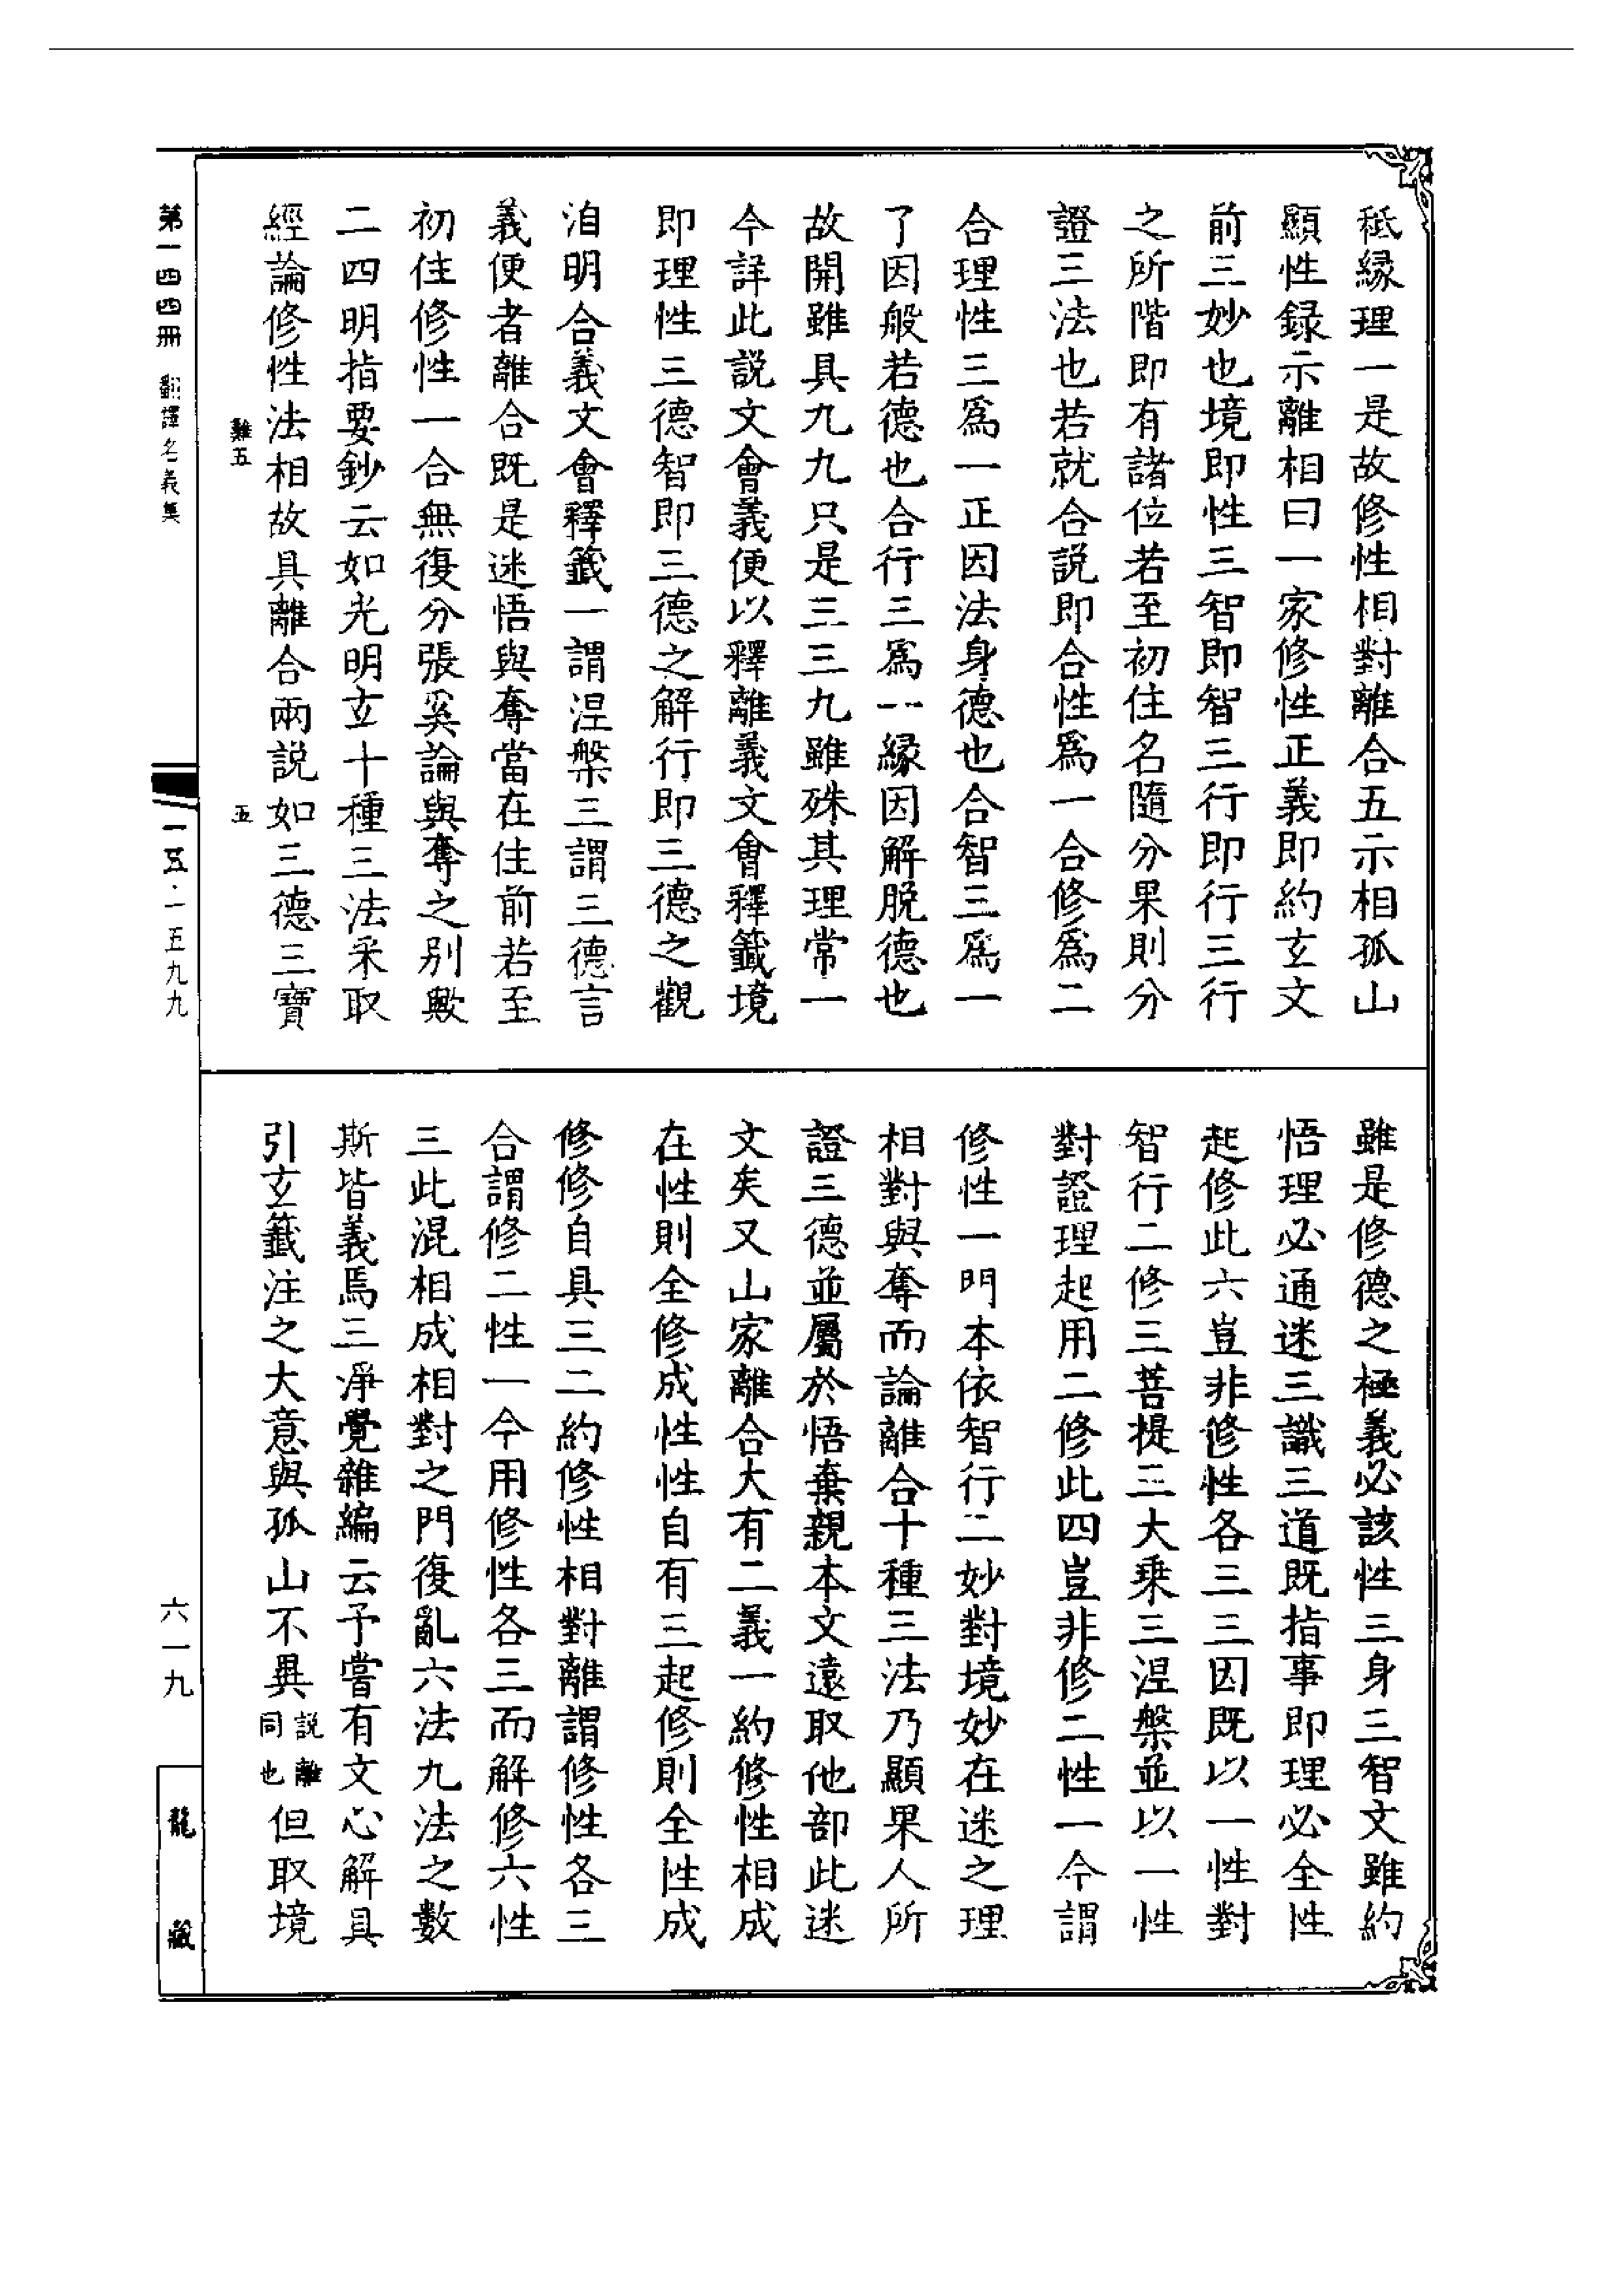 秪緣理一是故修性相對離合五示相孤山
顯性録示離相曰一家修性正義即約玄文
前三妙也境即性三智即智三行即行三行
之所階即有諸位若至初住名隨分果則分
證三法也若就合説即合性爲一合修爲二
合理性三爲一正因法身德也合智三爲一
了因般若德也合行三爲一緣因解脱德也
故開雖具九九只是三三九雖殊其理常一
今詳此説文會義便以釋離義文會釋籤境
即理性三德智即三德之解行即三德之觀
洎明合義文會釋籤一謂涅槃三謂三德言
義便者離合既是迷悟與奪當在住前若至
初住修性一合無復分張奚論與奪之别歟
二四明指要鈔云如光明玄十種三法采取
經論修性法相故具離合兩説如三德三寶
難五
五
雖是修德之極義必該性三身三智文雖約
悟理必通迷三識三道既指事即理必全性
起修此六豈非修性各三三因既以一性對
智行二修三菩提三大乘三涅槃並以一性
對證理起用二修此四豈非修二性一今謂
修性一門本依智行二妙對境妙在迷之理
相對與奪而論離合十種三法乃顯果人所
證三德並屬於悟棄親本文遠取他部此迷
文矣又山家離合大有二義一約修性相成
在性則全修成性性自有三起修則全性成
修修自具三二約修性相對離謂修性各三
合謂修二性一今用修性各三而解修六性
三此混相成相對之門復亂六法九法之數
斯皆義焉三淨覺雜編云予嘗有文心解具
引玄籤注之大意與孤山不異説離同也但取境
第一四四冊 翻譯名義集
一五·一五九九
六一九
龍藏